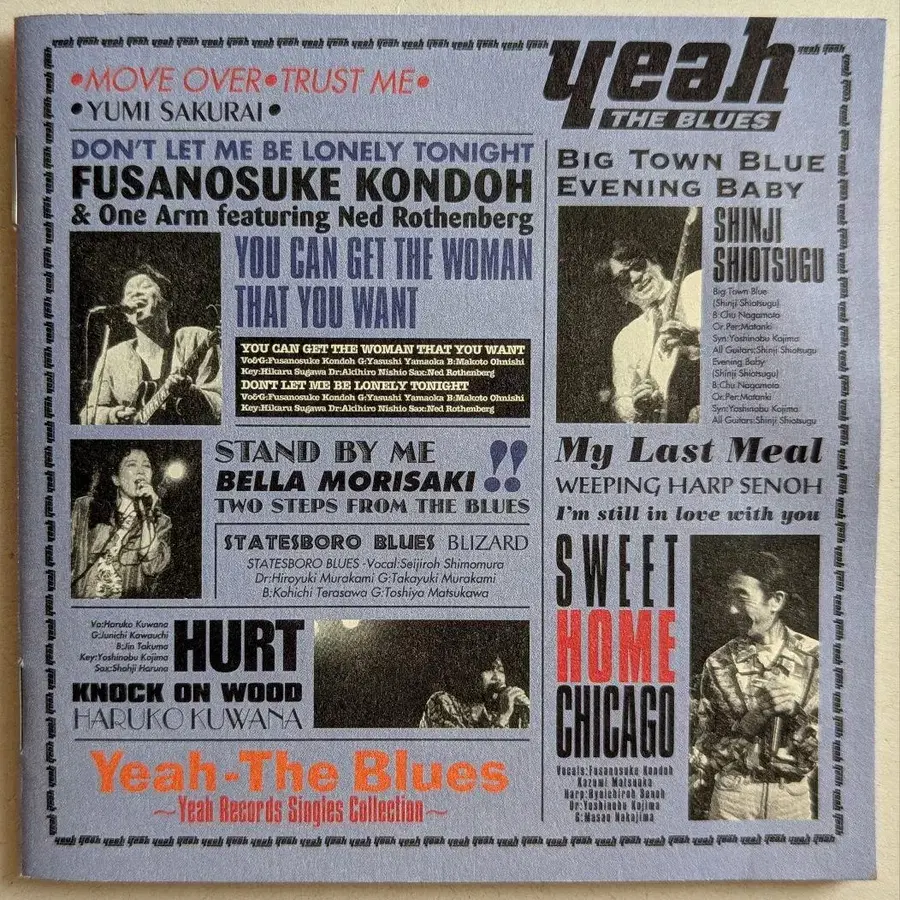 yeah
THE BLUES
•MOVE OVER•TRUST ME•
•YUMI SAKURAI•
DON'T LET ME BE LONELY TONIGHT
FUSANOSUKE KONDOH
& One Arm featuring Ned Rothenberg
YOU CAN GET THE WOMAN
THAT YOU WANT
YOU CAN GET THE WOMAN THAT YOU WANT
Vo&G:Fusanosuke Kondoh G:Yasushi Yamaoka B:Makoto Ohnishi
Key:Hikaru Sugawa Dr:Akihiro Nishio Sax:Ned Rothenberg
DON'T LET ME BE LONELY TONIGHT
Vo&G:Fusanosuke Kondoh G:Yasushi Yamaoka B:Makoto Ohnishi
Key:Hikaru Sugawa Dr:Akihiro Nishio Sax:Ned Rothenberg
STAND BY ME
BELLA MORISAKI !!
TWO STEPS FROM THE BLUES
STATESBORO BLUES BLIZARD
STATESBORO BLUES -Vocal:Seijiroh Shimomura
Dr:Hiroyuki Murakami G:Takayuki Murakami
B:Kohichi Terasawa G:Toshiya Matsukawa
Vo:Haruko Kuwana
G:Junichi Kawauchi
B:Jin Takuma
Key:Yoshinobu Kojima
Sax:Shohji Haruna
HURT
KNOCK ON WOOD
HARUKO KUWANA
Yeah-The Blues
~Yeah Records Singles Collection~
BIG TOWN BLUE
EVENING BABY
SHINJI
SHIOTSUGU
Big Town Blue
(Shinji Shiotsugu)
B:Chu Nagamoto
Or.Per:Matanki
Syn:Yoshinobu Kojima
All Guitars:Shinji Shiotsugu
Evening Baby
(Shinji Shiotsugu)
B:Chu Nagamoto
Or.Per:Matanki
Syn:Yoshinobu Kojima
All Guitars:Shinji Shiotsugu
My Last Meal
WEEPING HARP SENOH
I'm still in love with you
SWEET
HOME
CHICAGO
Vocals:Fusanosuke Kondoh
Kazumi Matsuoka
Harp:Ryuichiroh Senoh
Or:Yoshinobu Kojima
G:Masao Nakajima